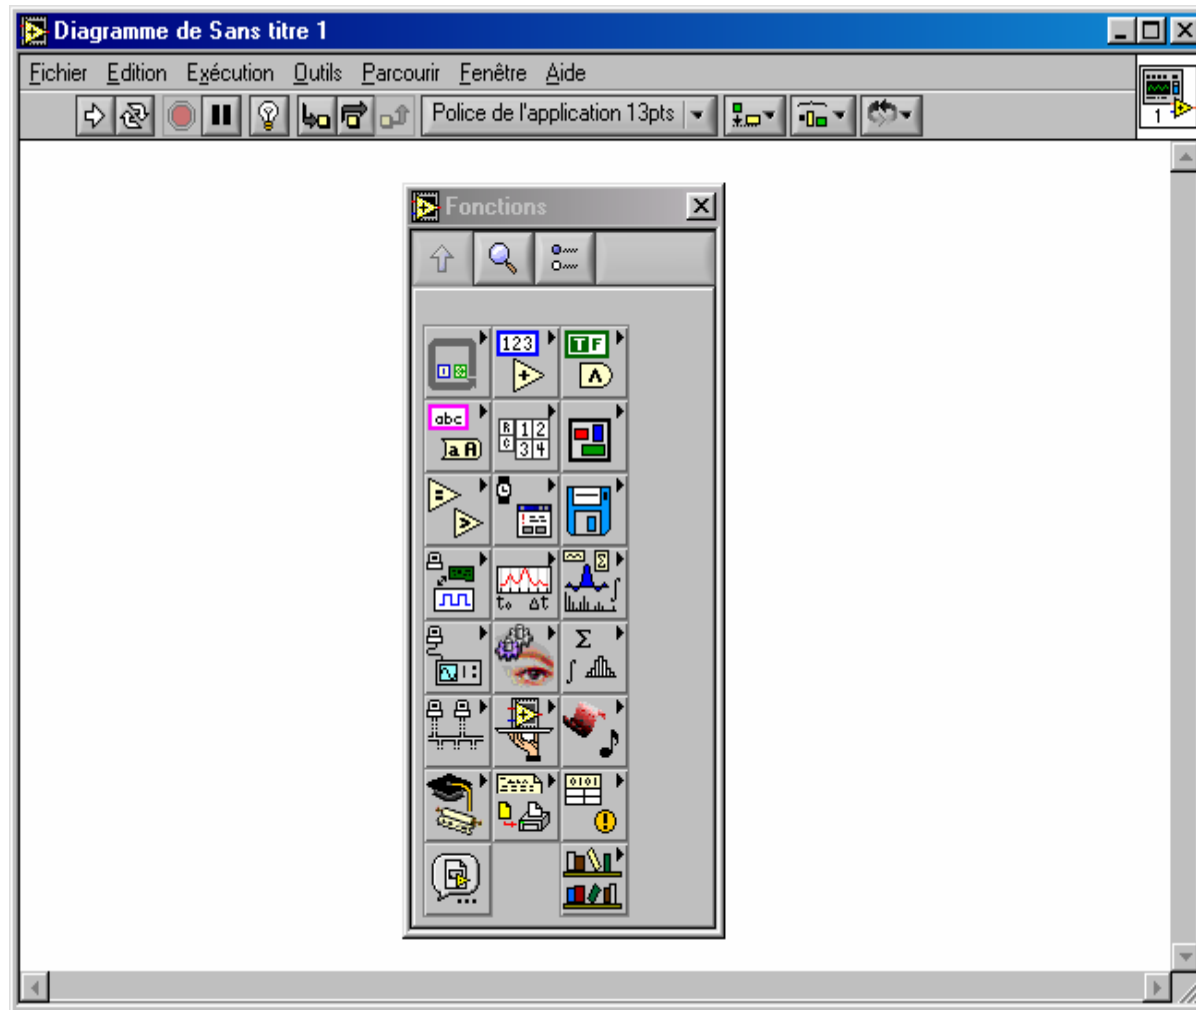 Diagramme de Sans titre 1
Fichier Edition Exécution Outils Parcourir Fenêtre Aide
Police de l'application 13pts
1
Fonctions
123
T F
abc
a A
R 1 2
C 3 4
t₀ Δt
Σ
Σ ∫
0101